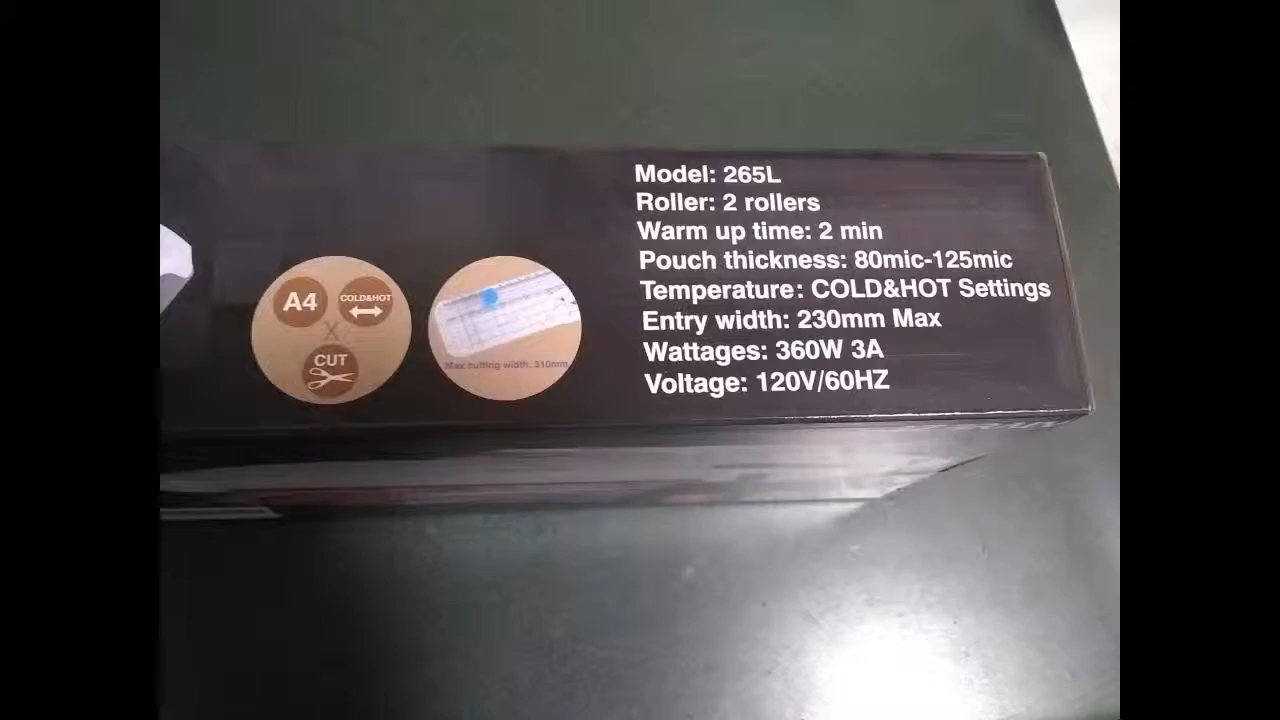 A4
COLD&HOT
X
CUT
Max cutting width: 310mm
Model: 265L
Roller: 2 rollers
Warm up time: 2 min
Pouch thickness: 80mic-125mic
Temperature: COLD&HOT Settings
Entry width: 230mm Max
Wattages: 360W 3A
Voltage: 120V/60HZ